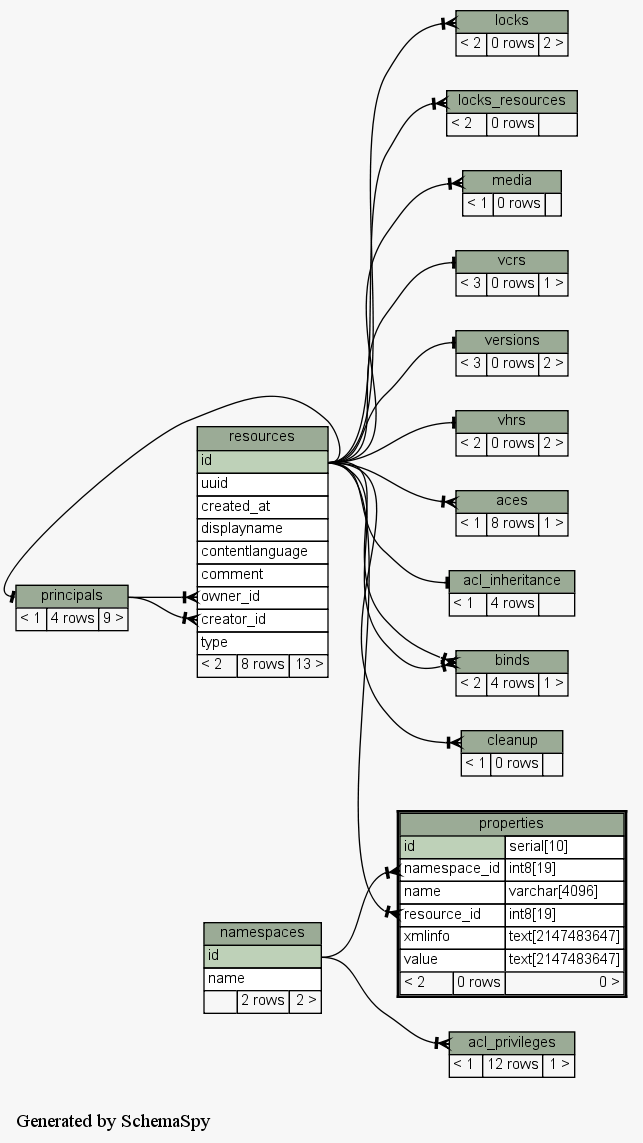 locks
< 2 0 rows 2 >
locks_resources
< 2 0 rows
media
< 1 0 rows
vcrs
< 3 0 rows 1 >
versions
< 3 0 rows 2 >
vhrs
< 2 0 rows 2 >
aces
< 1 8 rows 1 >
acl_inheritance
< 1 4 rows
binds
< 2 4 rows 1 >
cleanup
< 1 0 rows
resources
id
uuid
created_at
displayname
contentlanguage
comment
owner_id
creator_id
type
< 2 8 rows 13 >
principals
< 1 4 rows 9 >
properties
id serial[10]
namespace_id int8[19]
name varchar[4096]
resource_id int8[19]
xmlinfo text[2147483647]
value text[2147483647]
< 2 0 rows 0 >
namespaces
id
name
2 rows 2 >
acl_privileges
< 1 12 rows 1 >
Generated by SchemaSpy